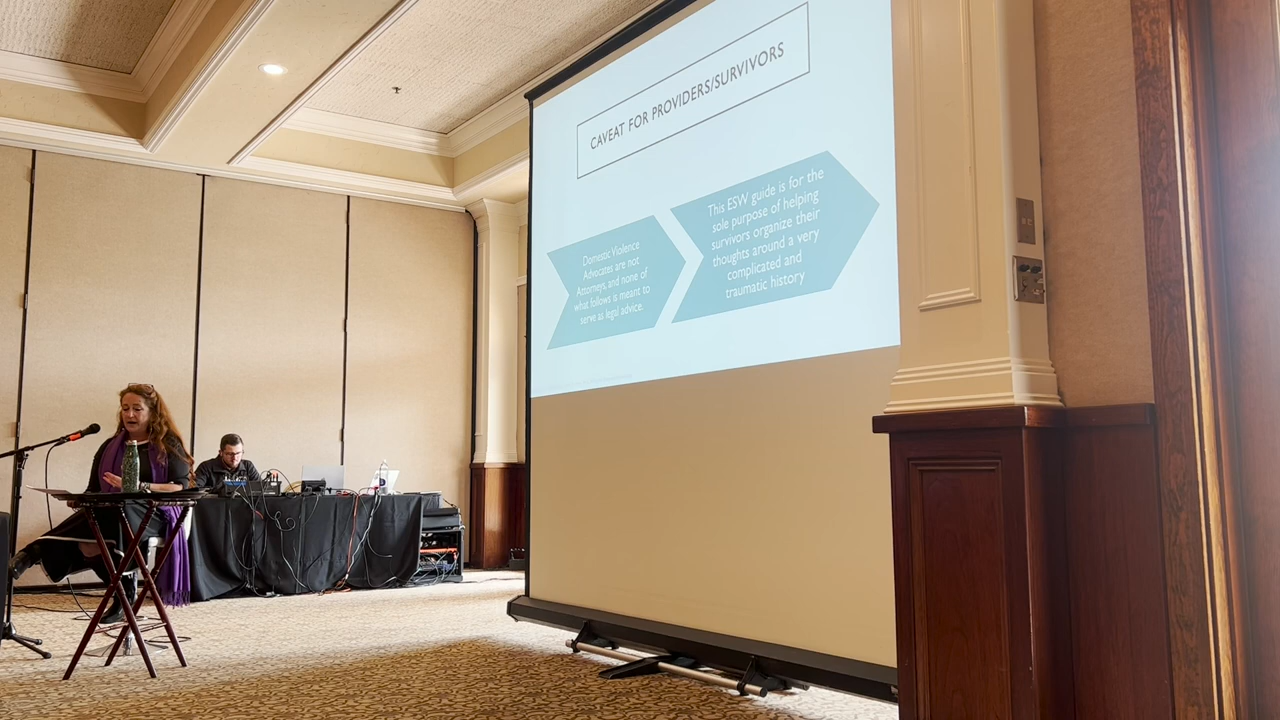 CAVEAT FOR PROVIDERS/SURVIVORS
Domestic Violence
Advocates are not
Attorneys, and none of
what follows is meant to
serve as legal advice.
This ESW guide is for the
sole purpose of helping
survivors organize their
thoughts around a very
complicated and
traumatic history